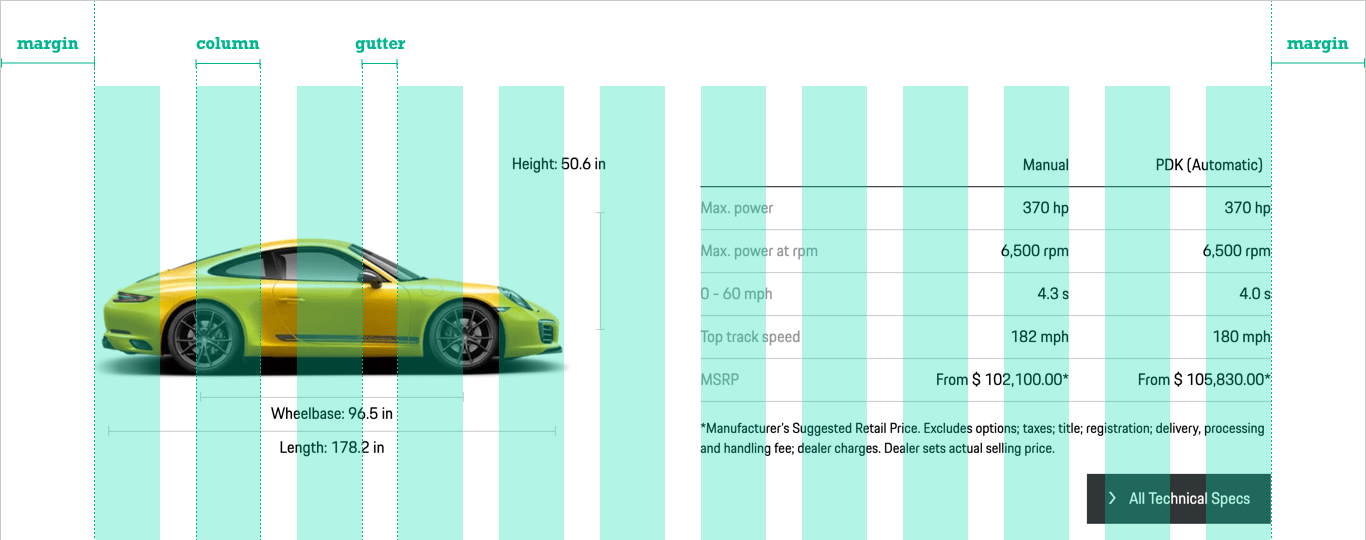 margin
column
gutter
margin
Height: 50.6 in
Wheelbase: 96.5 in
Length: 178.2 in
Manual PDK (Automatic)
Max. power 370 hp 370 hp
Max. power at rpm 6,500 rpm 6,500 rpm
0 - 60 mph 4.3 s 4.0 s
Top track speed 182 mph 180 mph
MSRP From $ 102,100.00* From $ 105,830.00*
*Manufacturer's Suggested Retail Price. Excludes options; taxes; title; registration; delivery, processing
and handling fee; dealer charges. Dealer sets actual selling price.
All Technical Specs